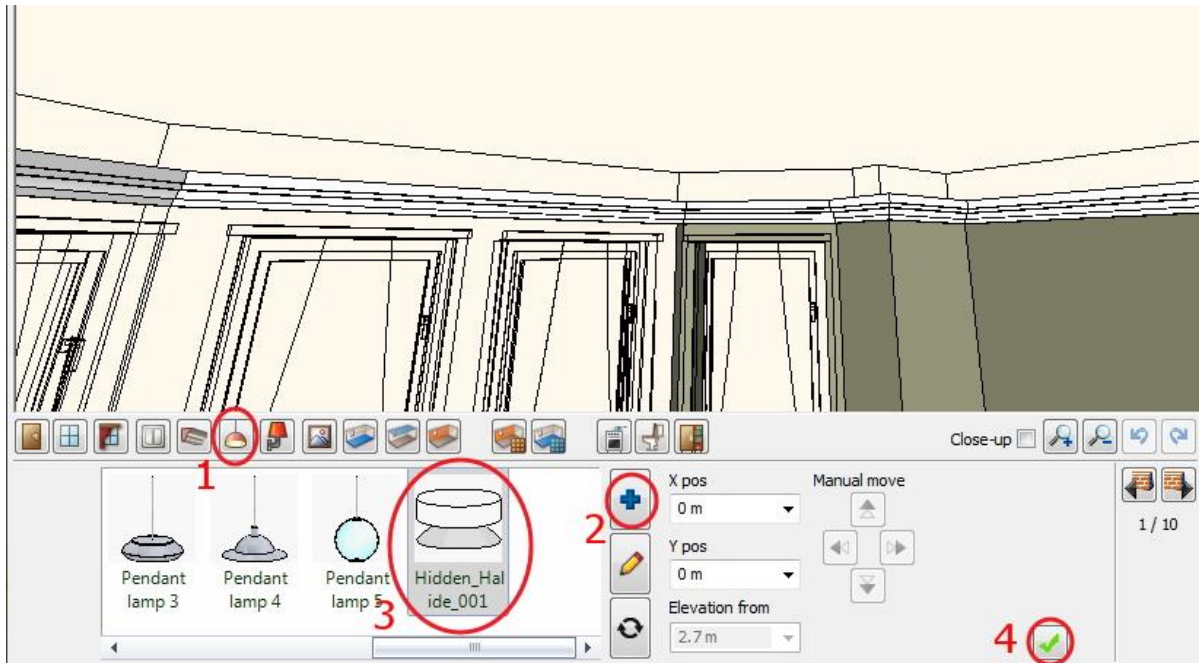 1
Close-up
Pendant
lamp 3
Pendant
lamp 4
Pendant
lamp 5
Hidden_Hal
ide_001
3
2
X pos
0 m
Y pos
0 m
Elevation from
2.7 m
Manual move
1 / 10
4